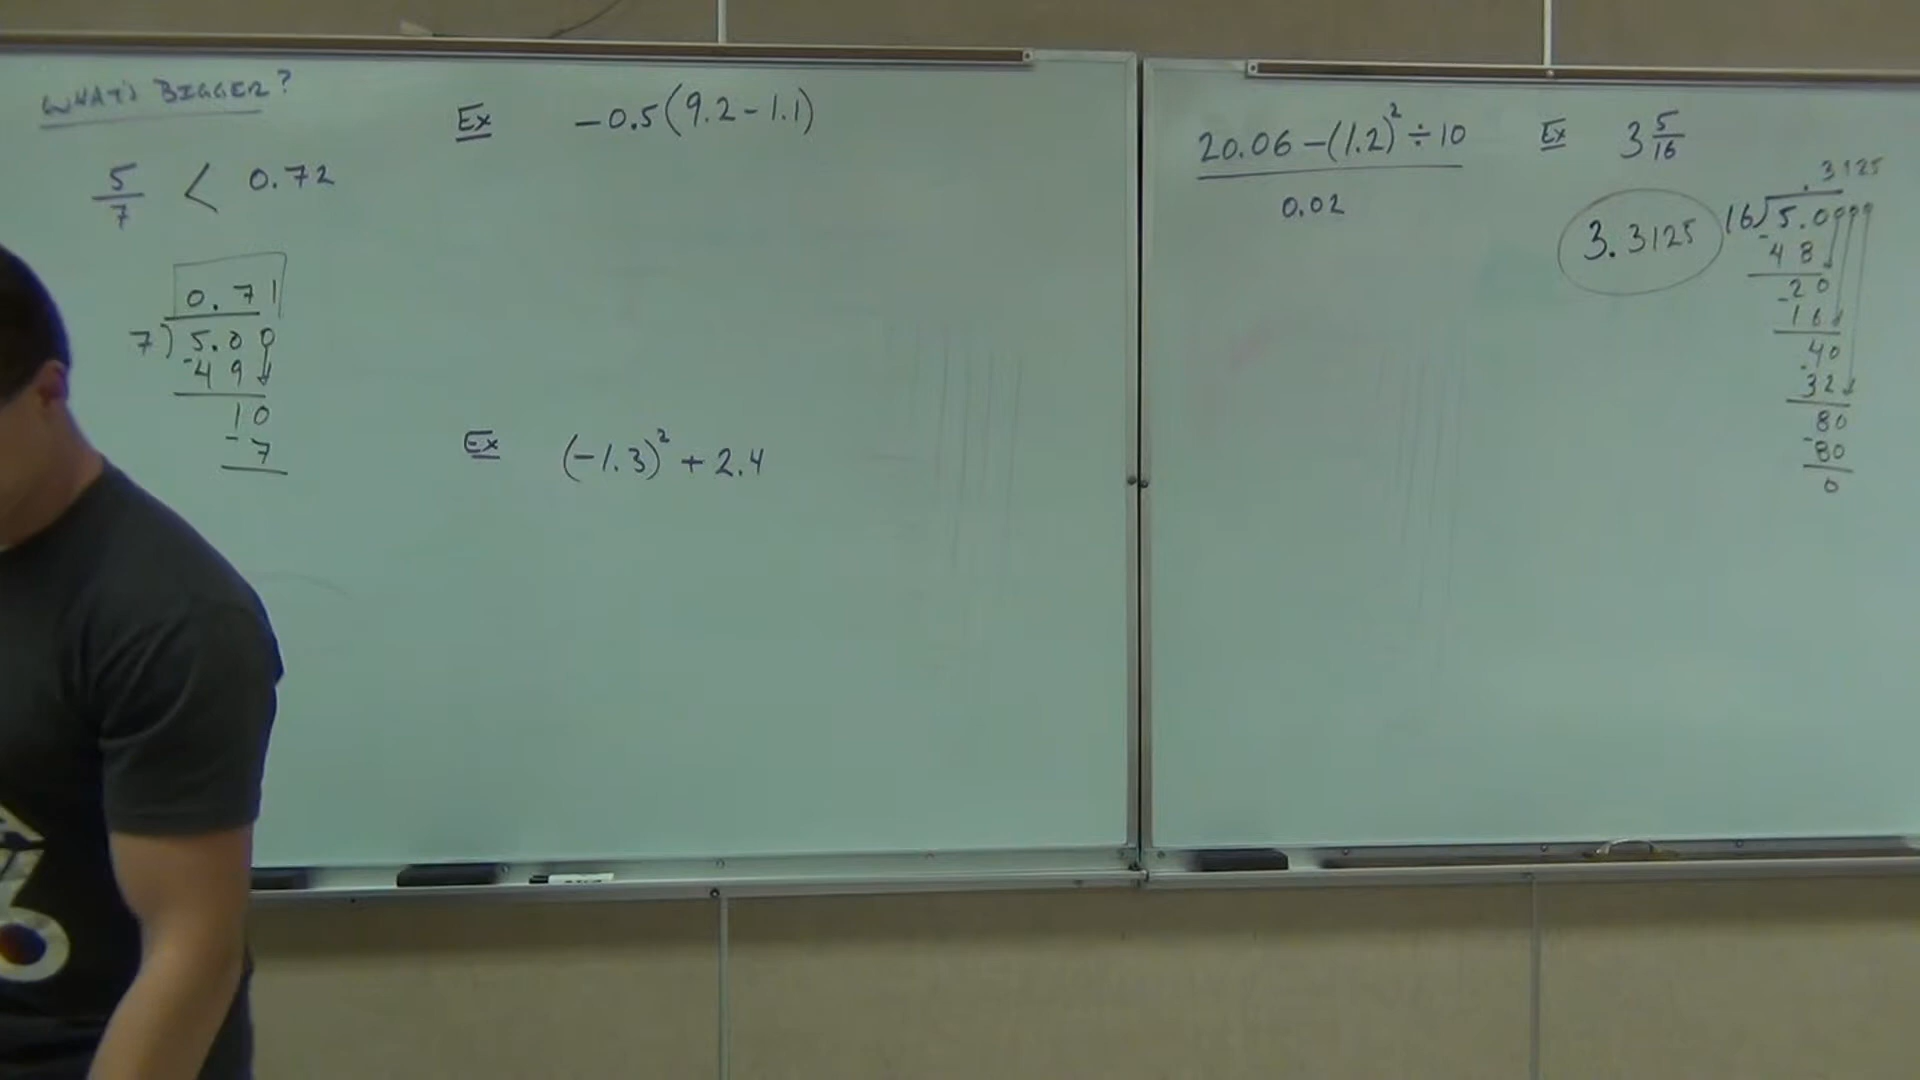 WHAT'S BIGGER?
5/7 < 0.72
0.71
7)5.00
-49
10
-7
Ex -0.5(9.2-1.1)
Ex (-1.3)² + 2.4
20.06 -(1.2)² ÷ 10
0.02
Ex 3 5/16
3.3125
.3125
16)5.0000
-48
20
-16
40
-32
80
-80
0